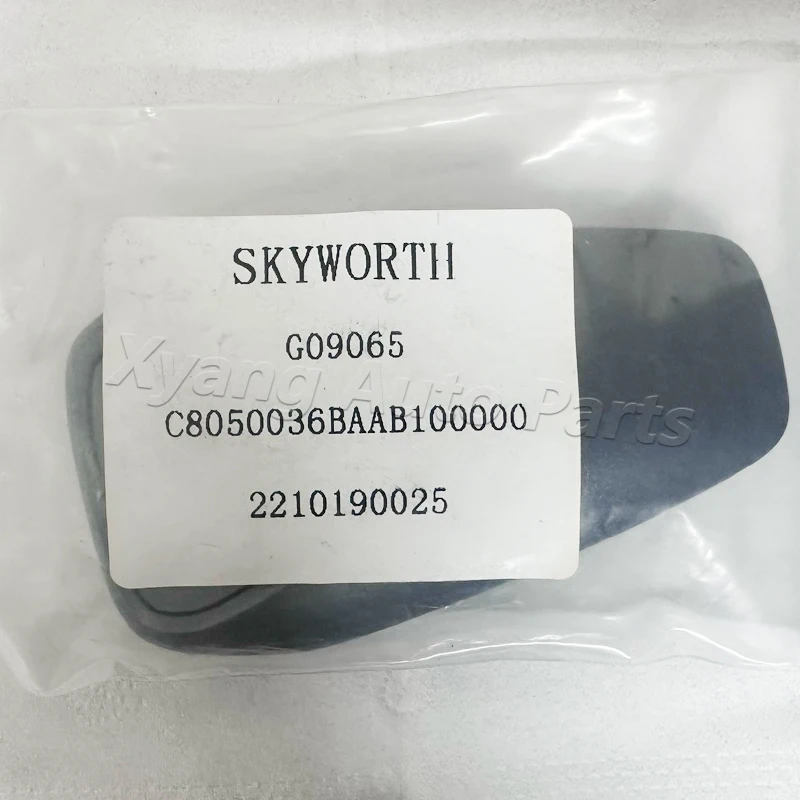 SKYWORTH
G09065
Xyang Auto Parts
C8050036BAAB100000
2210190025